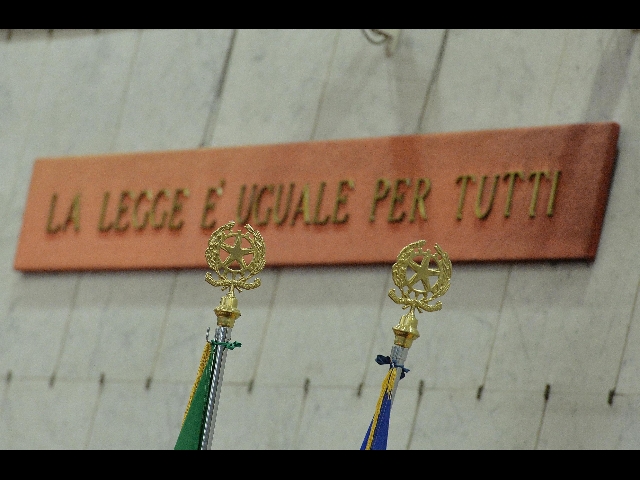 LA LEGGE E' UGUALE PER TUTTI